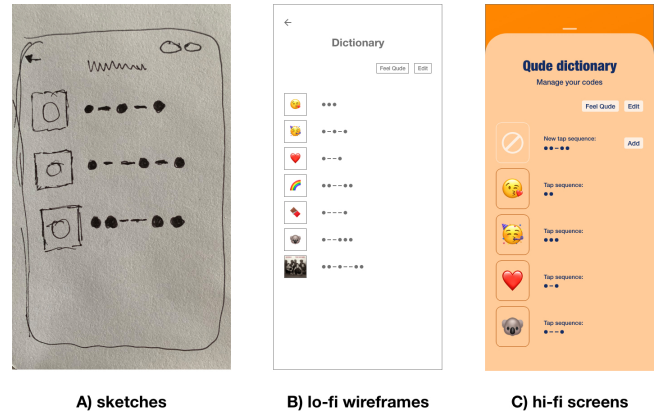 ←
Dictionary
Feel Qude Edit
●●●
●–●–●
●––●
●●––●●
●–––●
●––●●●
●●–●––●●
Qude dictionary
Manage your codes
Feel Qude Edit
New tap sequence:
●●–●● Add
Tap sequence:
●●
Tap sequence:
●●●
Tap sequence:
●–●
Tap sequence:
●––●
A) sketches
B) lo-fi wireframes
C) hi-fi screens